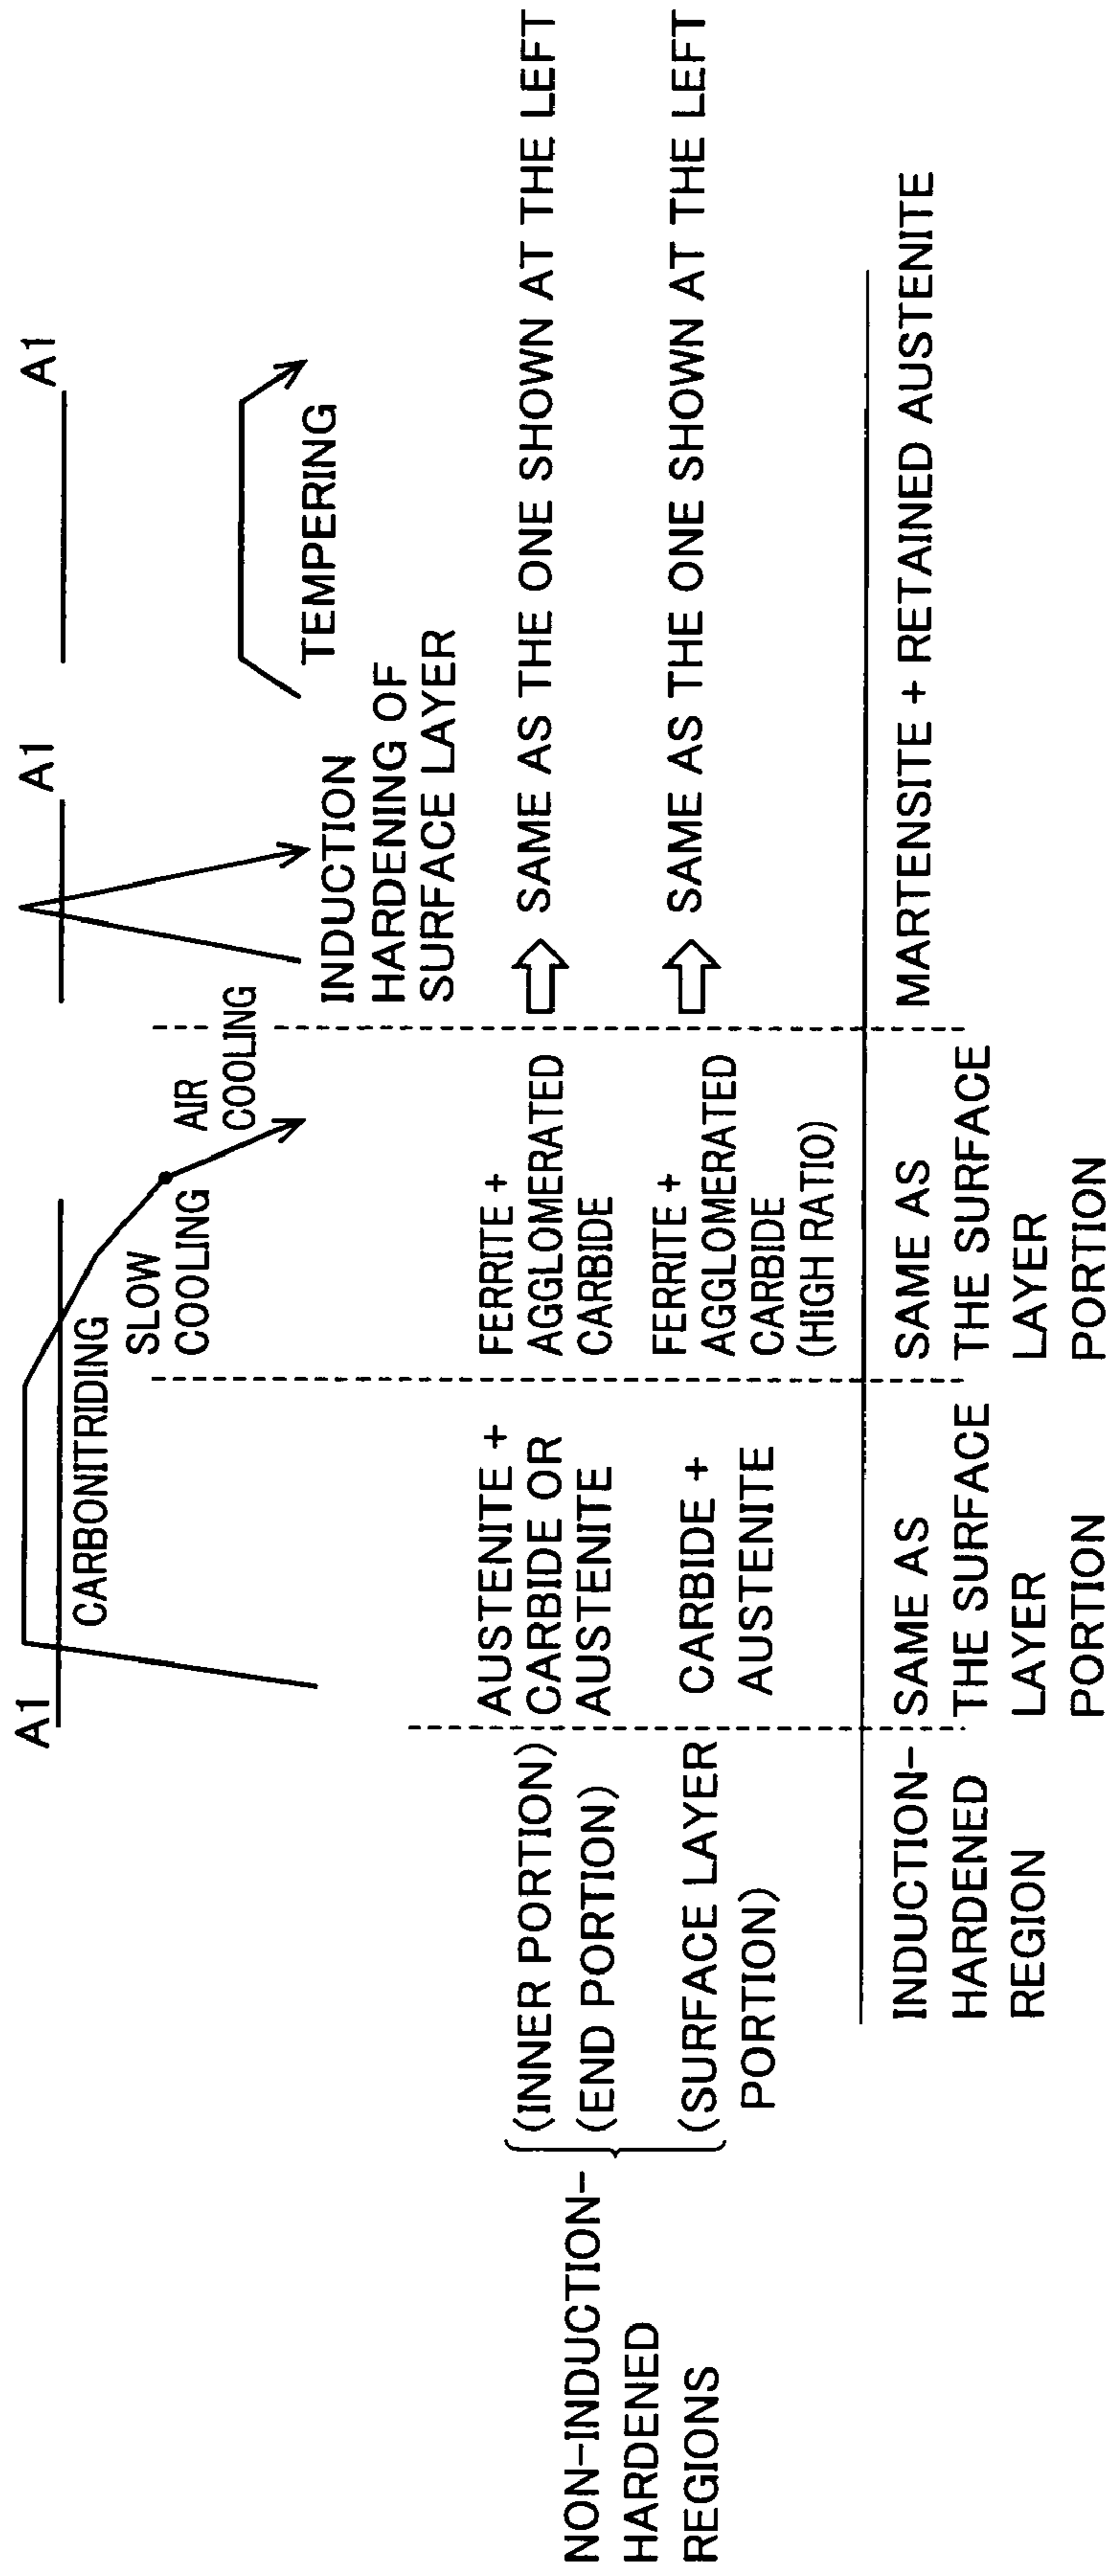 A1
CARBONITRIDING
SLOW
COOLING
AIR
COOLING
A1
INDUCTION
HARDENING OF
SURFACE LAYER
A1
TEMPERING
NON-INDUCTION-
HARDENED
REGIONS
(INNER PORTION)
(END PORTION)
AUSTENITE +
CARBIDE OR
AUSTENITE
FERRITE +
AGGLOMERATED
CARBIDE
SAME AS THE ONE SHOWN AT THE LEFT
(SURFACE LAYER
PORTION)
CARBIDE +
AUSTENITE
FERRITE +
AGGLOMERATED
CARBIDE
(HIGH RATIO)
SAME AS THE ONE SHOWN AT THE LEFT
INDUCTION-
HARDENED
REGION
SAME AS
THE SURFACE
LAYER
PORTION
SAME AS
THE SURFACE
LAYER
PORTION
MARTENSITE + RETAINED AUSTENITE